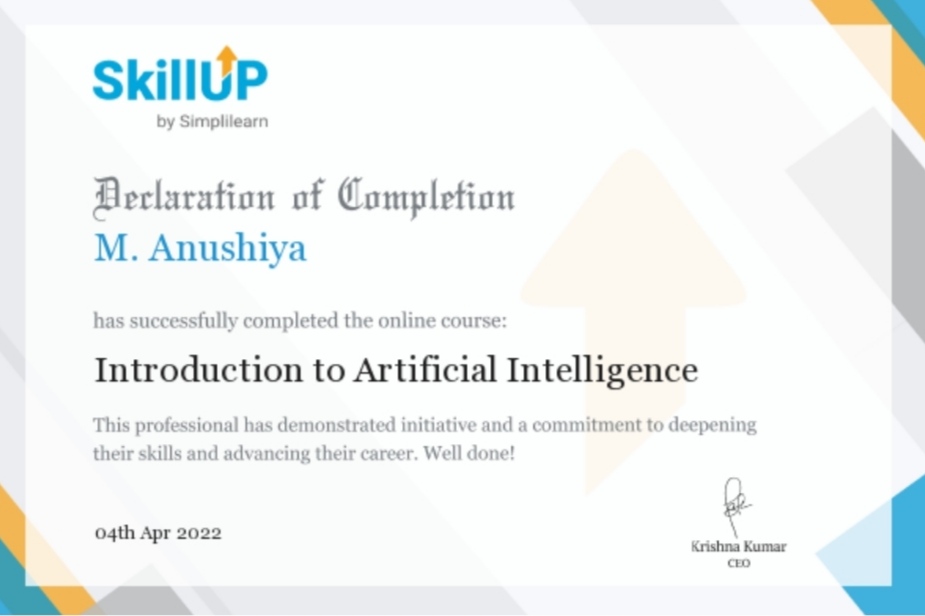 SkillUP
by Simplilearn
Declaration of Completion
M. Anushiya
has successfully completed the online course:
Introduction to Artificial Intelligence
This professional has demonstrated initiative and a commitment to deepening
their skills and advancing their career. Well done!
04th Apr 2022
Krishna Kumar
CEO